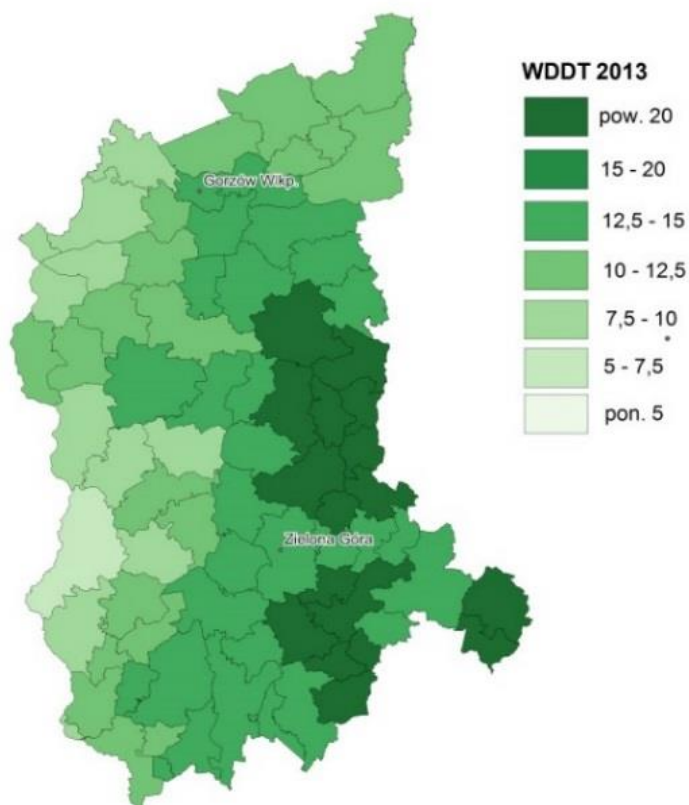 WDDT 2013
pow. 20
15 - 20
12,5 - 15
10 - 12,5
7,5 - 10
5 - 7,5
pon. 5
Gorzów Wlkp.
Zielona Góra